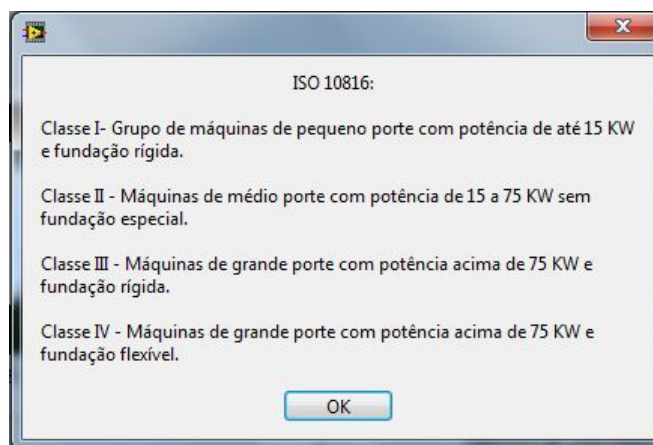 ISO 10816:
Classe I- Grupo de máquinas de pequeno porte com potência de até 15 KW
e fundação rígida.
Classe II - Máquinas de médio porte com potência de 15 a 75 KW sem
fundação especial.
Classe III - Máquinas de grande porte com potência acima de 75 KW e
fundação rígida.
Classe IV - Máquinas de grande porte com potência acima de 75 KW e
fundação flexível.
OK